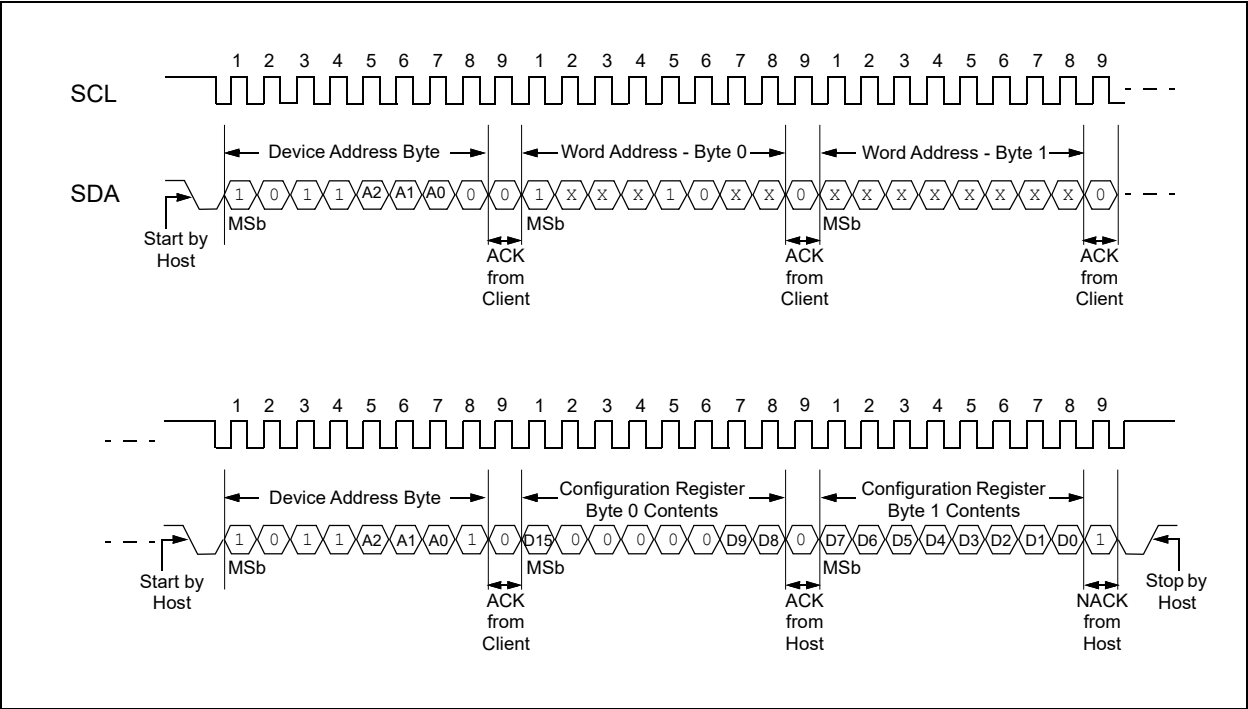 1 2 3 4 5 6 7 8 9 1 2 3 4 5 6 7 8 9 1 2 3 4 5 6 7 8 9
SCL
Device Address Byte Word Address - Byte 0 Word Address - Byte 1
SDA 1 0 1 1 A2 A1 A0 0 0 1 X X X 1 0 X X 0 X X X X X X X X 0
MSb MSb MSb
Start by
Host
ACK
from
Client
ACK
from
Client
ACK
from
Client
1 2 3 4 5 6 7 8 9 1 2 3 4 5 6 7 8 9 1 2 3 4 5 6 7 8 9
Device Address Byte
Configuration Register
Byte 0 Contents
Configuration Register
Byte 1 Contents
1 0 1 1 A2 A1 A0 1 0 D15 0 0 0 0 0 D9 D8 0 D7 D6 D5 D4 D3 D2 D1 D0 1
MSb MSb MSb
Start by
Host
ACK
from
Client
ACK
from
Host
NACK
from
Host
Stop by
Host